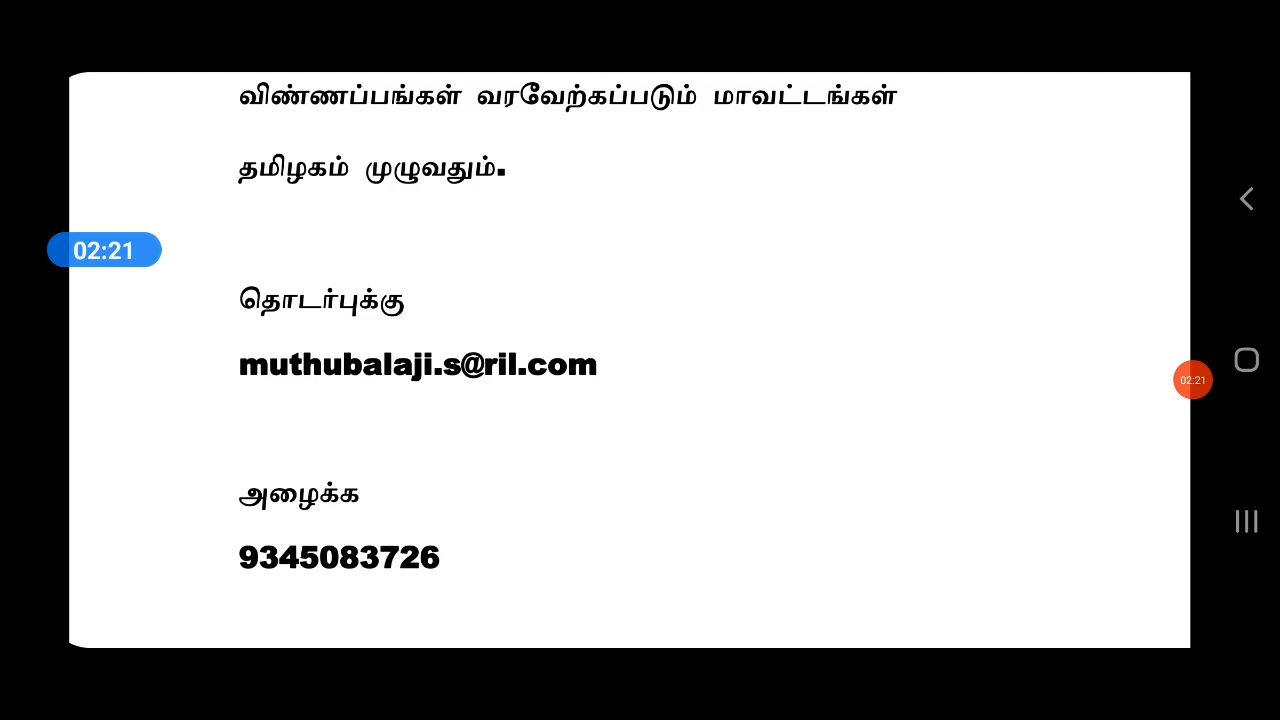 விண்ணப்பங்கள் வரவேற்கப்படும் மாவட்டங்கள்
தமிழகம் முழுவதும்.
02:21
தொடர்புக்கு
muthubalaji.s@ril.com
02:21
அழைக்க
9345083726